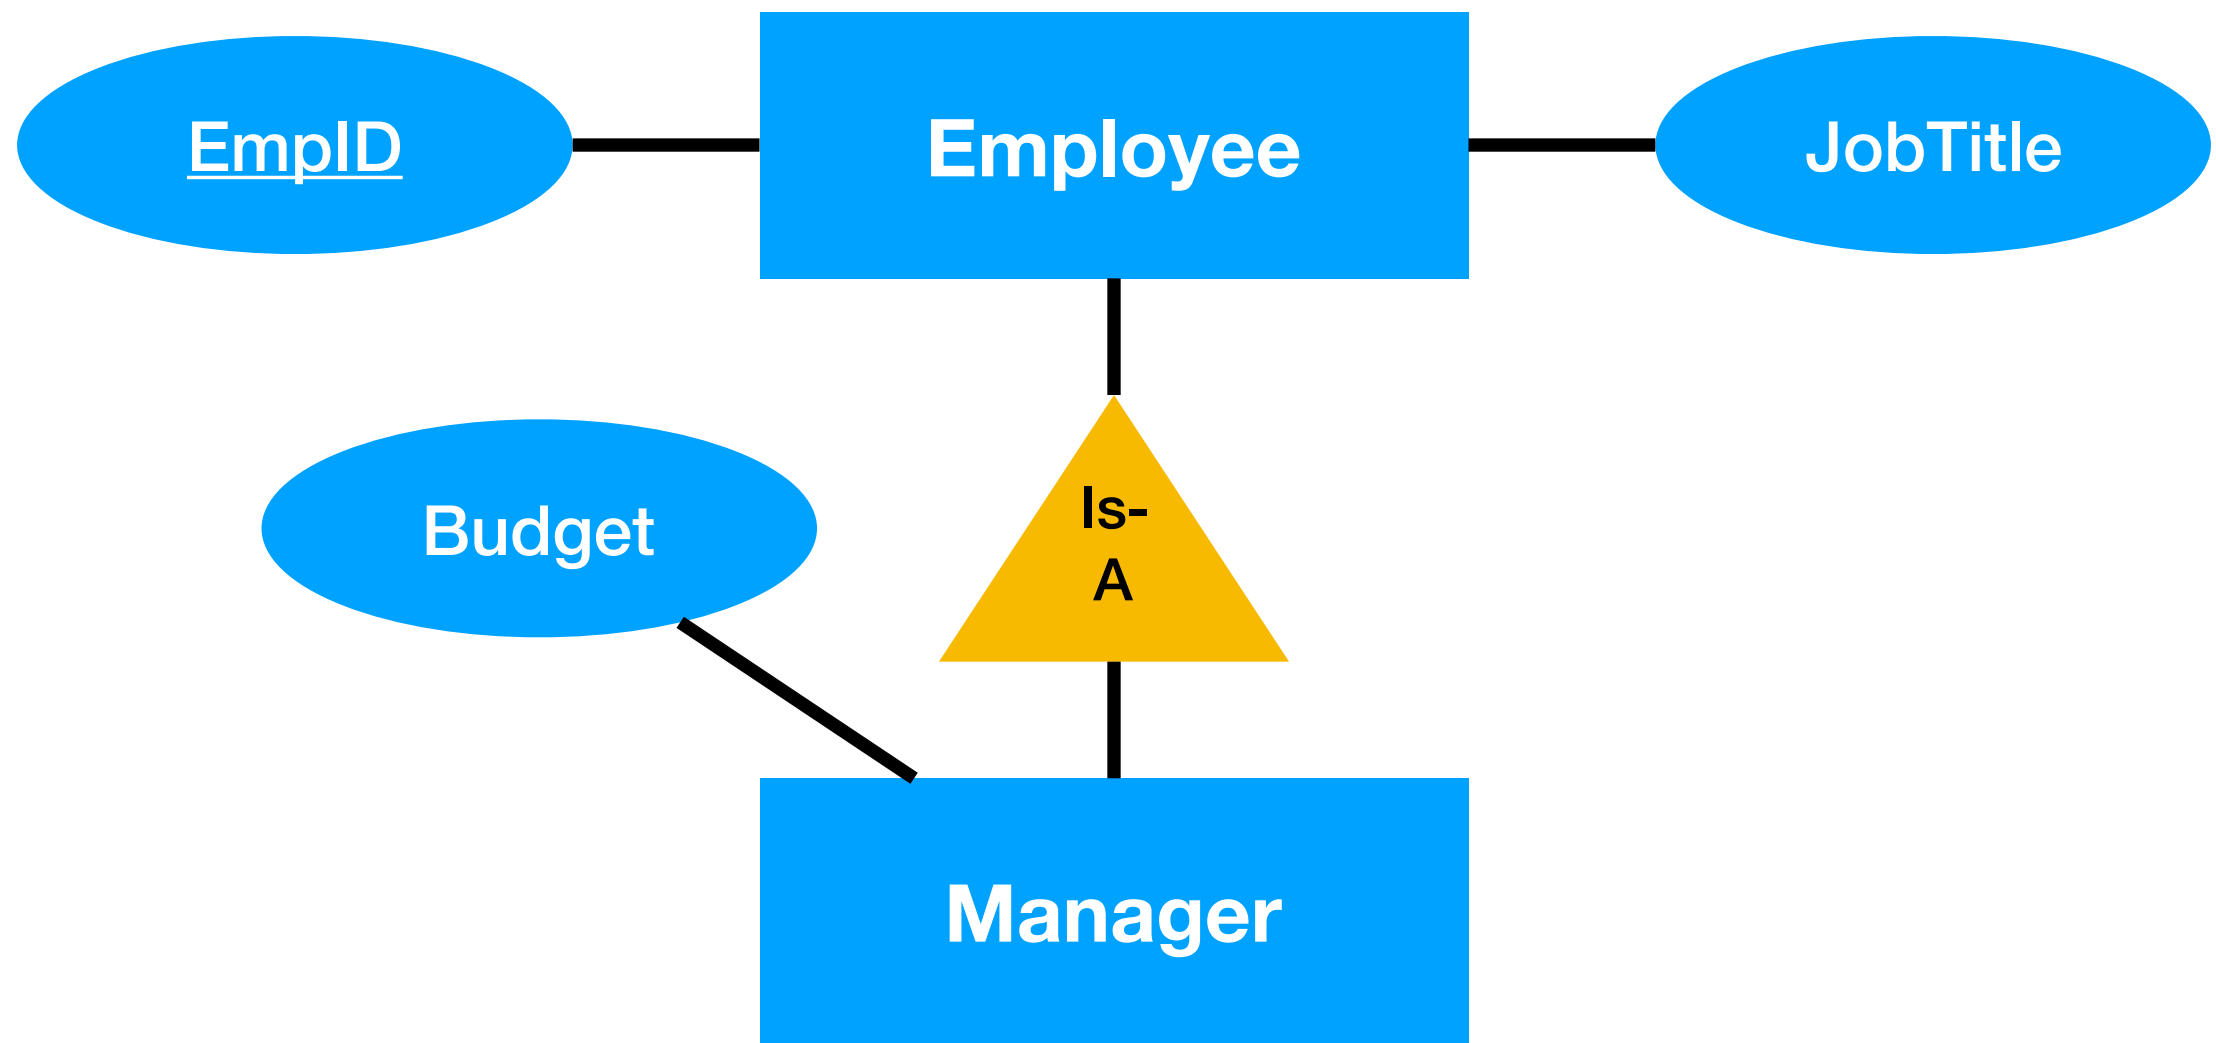 EmpID
Employee
JobTitle
Budget
Is-
A
Manager